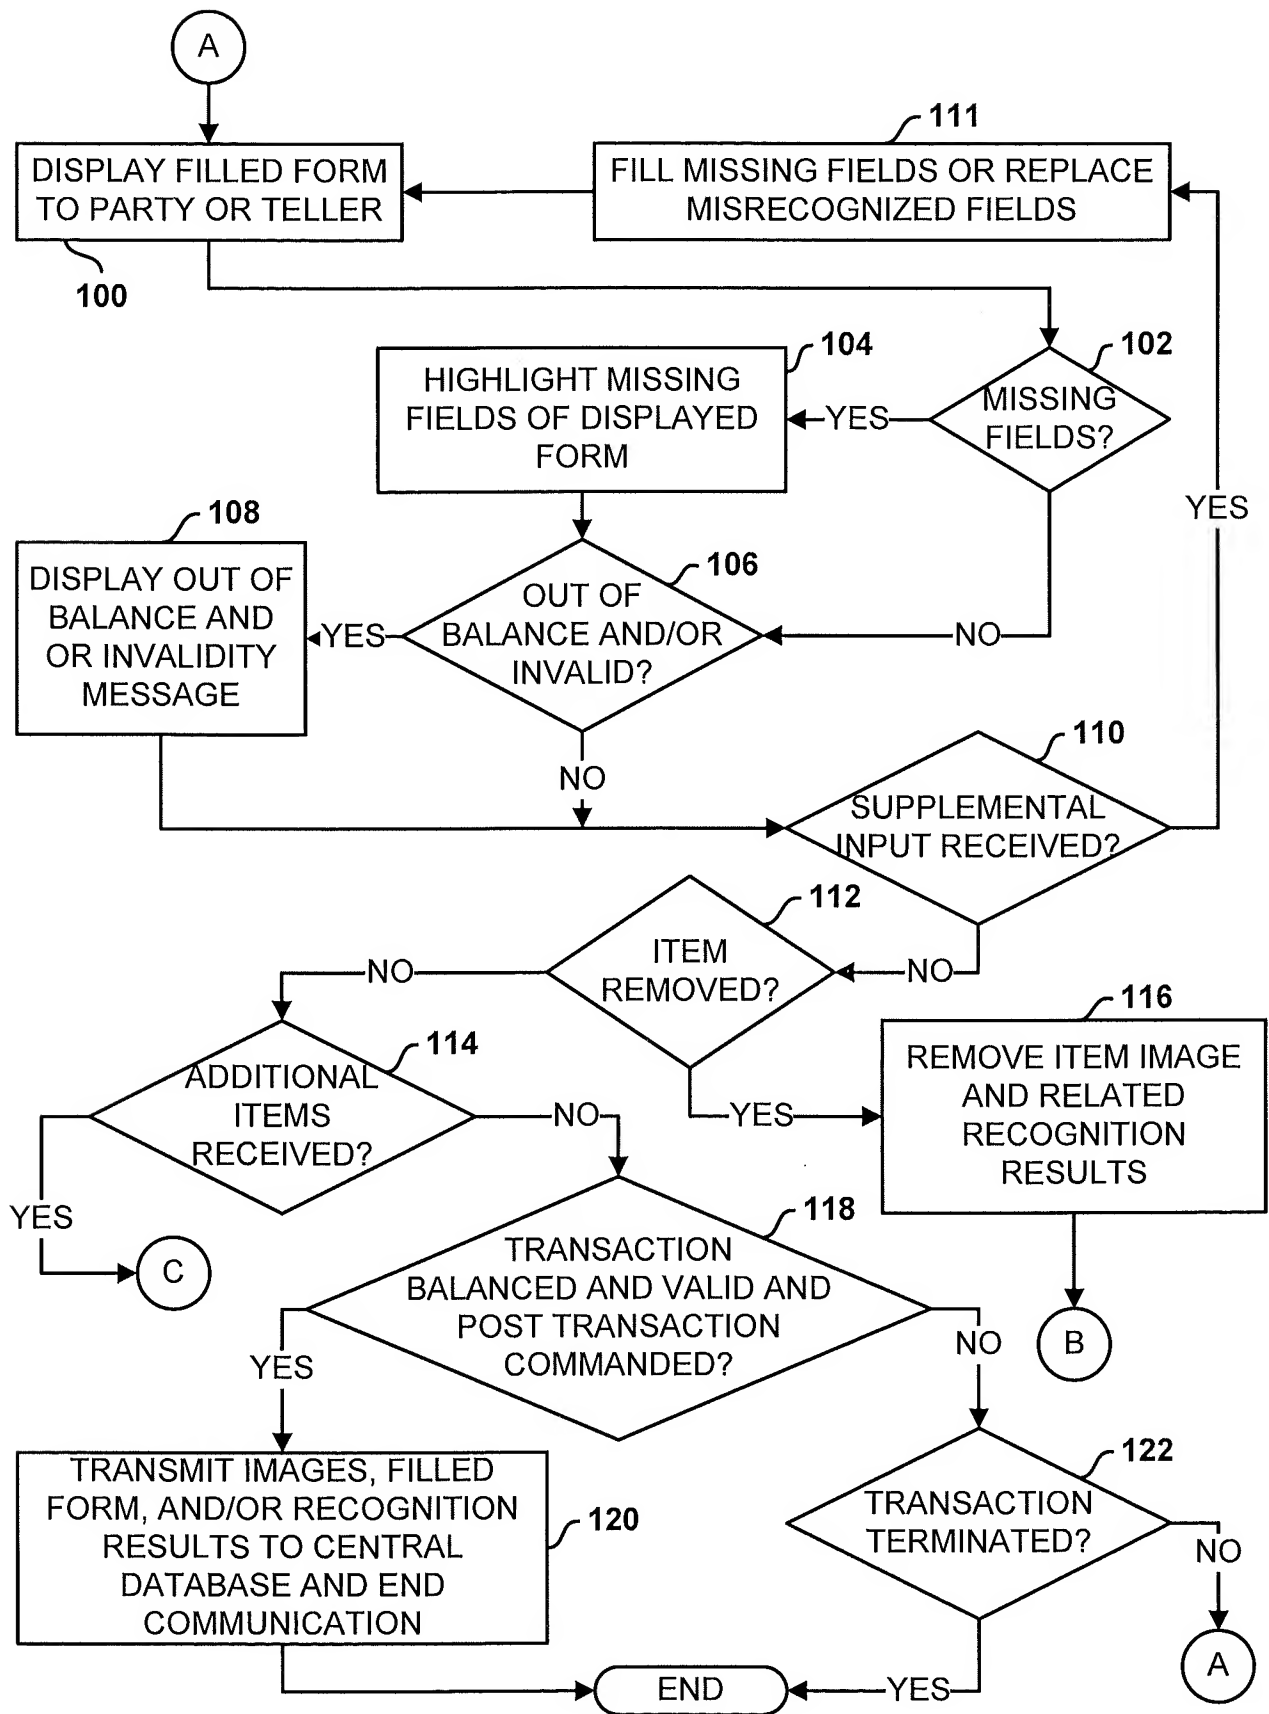 A
111
DISPLAY FILLED FORM
TO PARTY OR TELLER
FILL MISSING FIELDS OR REPLACE
MISRECOGNIZED FIELDS
100
104
102
HIGHLIGHT MISSING
FIELDS OF DISPLAYED
FORM
YES
MISSING
FIELDS?
YES
108
106
DISPLAY OUT OF
BALANCE AND
OR INVALIDITY
MESSAGE
YES
OUT OF
BALANCE AND/OR
INVALID?
NO
110
NO
SUPPLEMENTAL
INPUT RECEIVED?
112
NO
ITEM
REMOVED?
NO
116
114
ADDITIONAL
ITEMS
RECEIVED?
NO
YES
REMOVE ITEM IMAGE
AND RELATED
RECOGNITION
RESULTS
YES
C
118
TRANSACTION
BALANCED AND VALID AND
POST TRANSACTION
COMMANDED?
YES
NO
B
122
TRANSMIT IMAGES, FILLED
FORM, AND/OR RECOGNITION
RESULTS TO CENTRAL
DATABASE AND END
COMMUNICATION
120
TRANSACTION
TERMINATED?
NO
A
END
YES